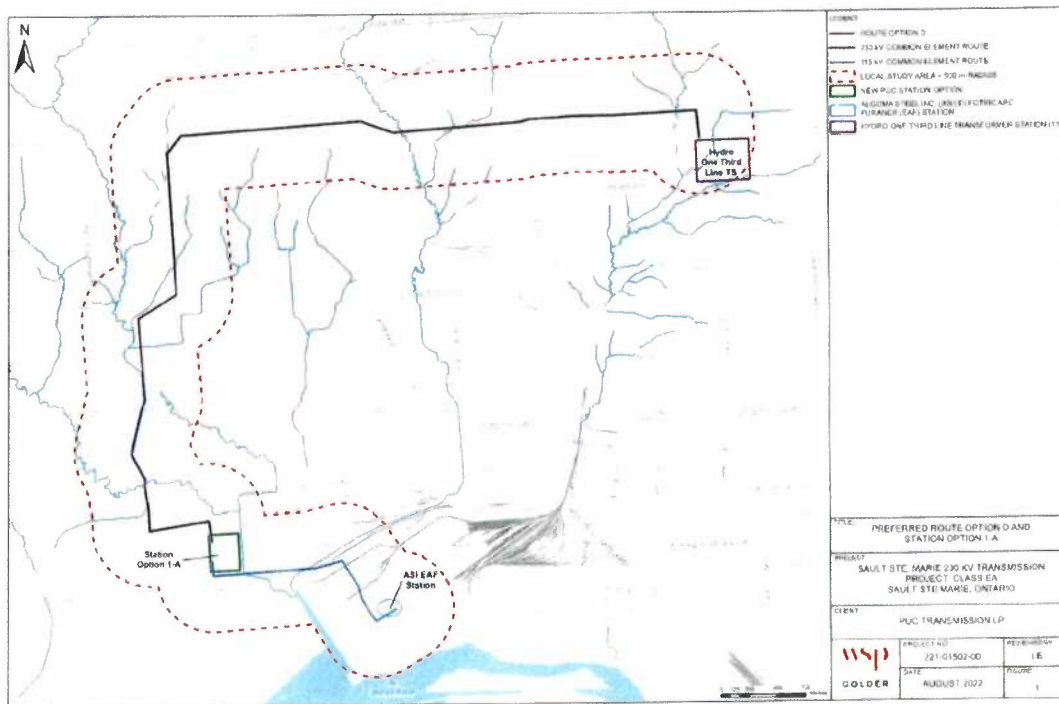 N
Hydro
One Third
Line TS
Station
Option 1-A
ASI EAF
Station
LEGEND
ROUTE OPTION D
230 kV COMMON ELEMENT ROUTE
115 kV COMMON ELEMENT ROUTE
LOCAL STUDY AREA - 500 m RADIUS
NEW PUC STATION OPTION
ALGOMA STEEL INC. (ASI) ELECTRIC ARC
FURANCE (EAF) STATION
HYDRO ONE THIRD LINE TRANSFORMER STATION (TS)
TITLE
PREFERRED ROUTE OPTION D AND
STATION OPTION 1-A
PROJECT
SAULT STE. MARIE 230 KV TRANSMISSION
PROJECT: CLASS EA
SAULT STE MARIE, ONTARIO
CLIENT
PUC TRANSMISSION LP
wsp
GOLDER
PROJECT NO.
221-01502-00
DATE
AUGUST 2022
FIGURE
1